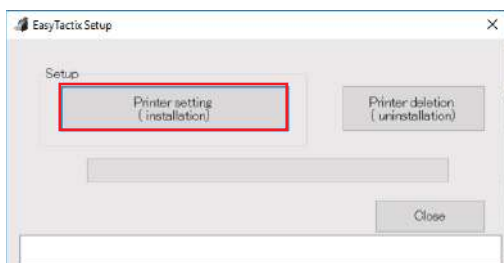 EasyTactix Setup
Setup
Printer setting
( installation)
Printer deletion
( uninstallation)
Close